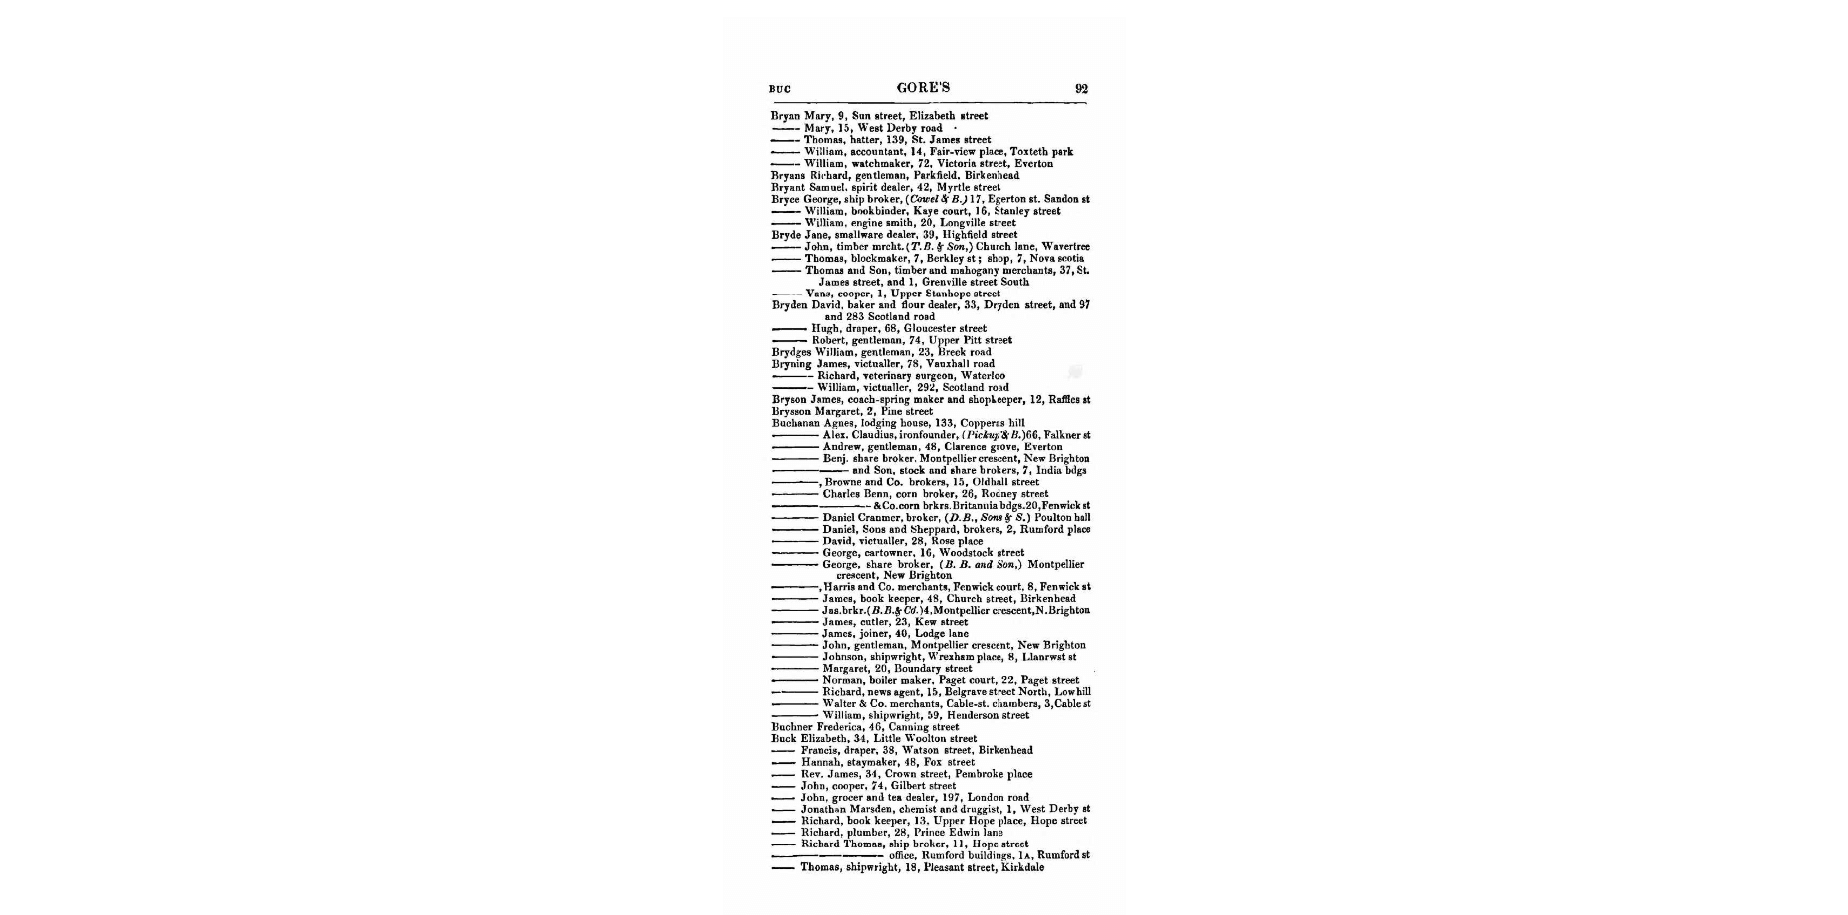 BUC GORE'S 92
Bryan Mary, 9, Sun street, Elizabeth street
—— Mary, 15, West Derby road
—— Thomas, hatter, 139, St. James street
—— William, accountant, 14, Fair-view place, Toxteth park
—— William, watchmaker, 72, Victoria street, Everton
Bryans Richard, gentleman, Parkfield, Birkenhead
Bryant Samuel, spirit dealer, 42, Myrtle street
Bryce George, ship broker, (Cowel & B.) 17, Egerton st. Sandon st
—— William, bookbinder, Kaye court, 16, Stanley street
—— William, engine smith, 20, Longville street
Bryde Jane, smallware dealer, 39, Highfield street
—— John, timber mrcht. (T. B. & Son,) Church lane, Wavertree
—— Thomas, blockmaker, 7, Berkley st; shop, 7, Nova scotia
—— Thomas and Son, timber and mahogany merchants, 37, St.
James street, and 1, Grenville street South
—— Vans, cooper, 1, Upper Stanhope street
Bryden David, baker and flour dealer, 33, Dryden street, and 97
and 283 Scotland road
—— Hugh, draper, 68, Gloucester street
—— Robert, gentleman, 74, Upper Pitt street
Brydges William, gentleman, 23, Breck road
Bryning James, victualler, 78, Vauxhall road
—— Richard, veterinary surgeon, Waterloo
—— William, victualler, 292, Scotland road
Bryson James, coach-spring maker and shopkeeper, 12, Raffles st
Brysson Margaret, 2, Pine street
Buchanan Agnes, lodging house, 133, Copperas hill
—— Alex. Claudius, ironfounder, (Pickup & B.) 66, Falkner st
—— Andrew, gentleman, 48, Clarence grove, Everton
—— Benj. share broker, Montpellier crescent, New Brighton
—— —— and Son, stock and share brokers, 7, India bdgs
——, Browne and Co. brokers, 15, Oldhall street
—— Charles Benn, corn broker, 26, Rodney street
—— —— & Co. corn brkrs. Britannia bdgs. 20, Fenwick st
—— Daniel Cranmer, broker, (D. B., Sons & S.) Poulton hall
—— Daniel, Sons and Sheppard, brokers, 2, Rumford place
—— David, victualler, 28, Rose place
—— George, cartowner, 16, Woodstock street
—— George, share broker, (B. B. and Son,) Montpellier
crescent, New Brighton
——, Harris and Co. merchants, Fenwick court, 8, Fenwick st
—— James, book keeper, 48, Church street, Birkenhead
—— Jas. brkr. (B. B. & Co.) 4, Montpellier crescent, N. Brighton
—— James, cutler, 23, Kew street
—— James, joiner, 40, Lodge lane
—— John, gentleman, Montpellier crescent, New Brighton
—— Johnson, shipwright, Wrexham place, 8, Llanrwst st
—— Margaret, 20, Boundary street
—— Norman, boiler maker, Paget court, 22, Paget street
—— Richard, news agent, 15, Belgrave street North, Low hill
—— Walter & Co. merchants, Cable-st. chambers, 3, Cable st
—— William, shipwright, 59, Henderson street
Buchner Frederica, 46, Canning street
Buck Elizabeth, 34, Little Woolton street
—— Francis, draper, 38, Watson street, Birkenhead
—— Hannah, staymaker, 48, Fox street
—— Rev. James, 34, Crown street, Pembroke place
—— John, cooper, 74, Gilbert street
—— John, grocer and tea dealer, 197, London road
—— Jonathan Marsden, chemist and druggist, 1, West Derby st
—— Richard, book keeper, 13, Upper Hope place, Hope street
—— Richard, plumber, 28, Prince Edwin lane
—— Richard Thomas, ship broker, 11, Hope street
—— —— office, Rumford buildings, 1A, Rumford st
—— Thomas, shipwright, 18, Pleasant street, Kirkdale